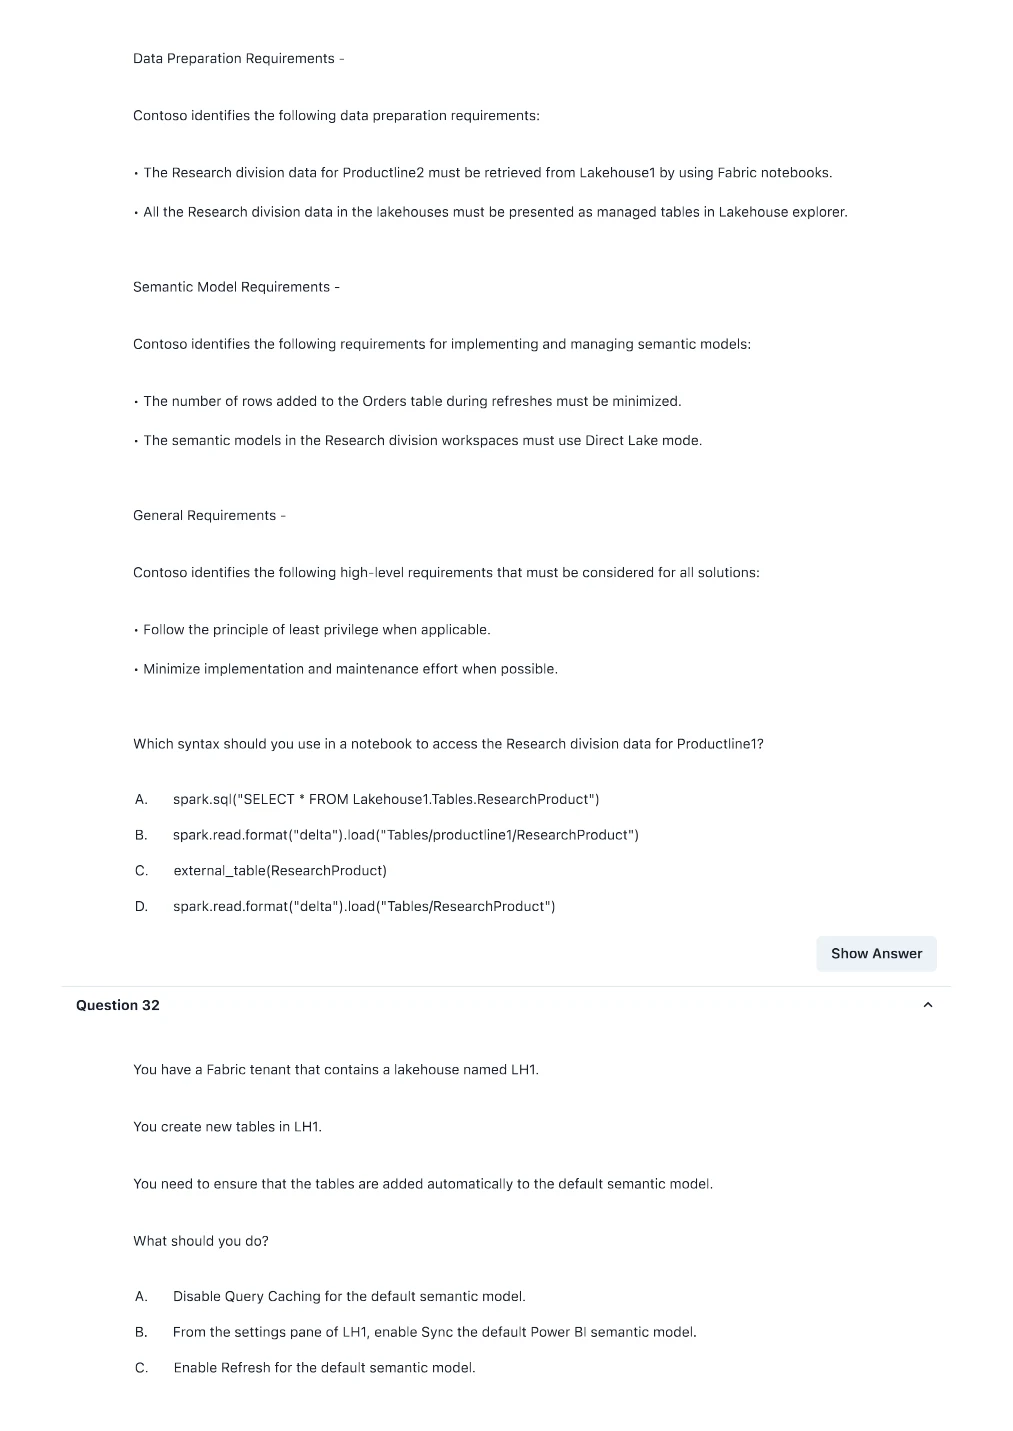 Data Preparation Requirements -
Contoso identifies the following data preparation requirements:
• The Research division data for Productline2 must be retrieved from Lakehouse1 by using Fabric notebooks.
• All the Research division data in the lakehouses must be presented as managed tables in Lakehouse explorer.
Semantic Model Requirements -
Contoso identifies the following requirements for implementing and managing semantic models:
• The number of rows added to the Orders table during refreshes must be minimized.
• The semantic models in the Research division workspaces must use Direct Lake mode.
General Requirements -
Contoso identifies the following high-level requirements that must be considered for all solutions:
• Follow the principle of least privilege when applicable.
• Minimize implementation and maintenance effort when possible.
Which syntax should you use in a notebook to access the Research division data for Productline1?
A. spark.sql("SELECT * FROM Lakehouse1.Tables.ResearchProduct")
B. spark.read.format("delta").load("Tables/productline1/ResearchProduct")
C. external_table(ResearchProduct)
D. spark.read.format("delta").load("Tables/ResearchProduct")
Show Answer
Question 32
You have a Fabric tenant that contains a lakehouse named LH1.
You create new tables in LH1.
You need to ensure that the tables are added automatically to the default semantic model.
What should you do?
A. Disable Query Caching for the default semantic model.
B. From the settings pane of LH1, enable Sync the default Power BI semantic model.
C. Enable Refresh for the default semantic model.